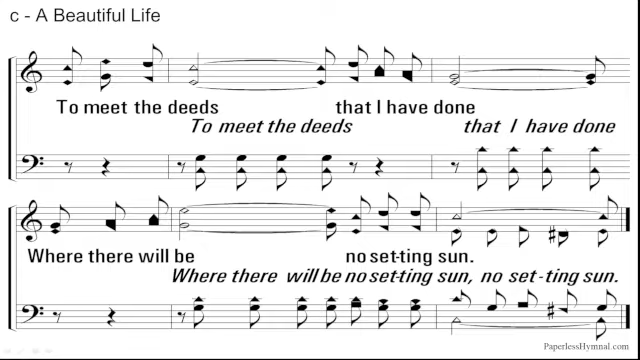 c - A Beautiful Life
To meet the deeds that I have done
To meet the deeds that I have done
Where there will be no set-ting sun.
Where there will be no set-ting sun, no set-ting sun.
PaperlessHymnal.com